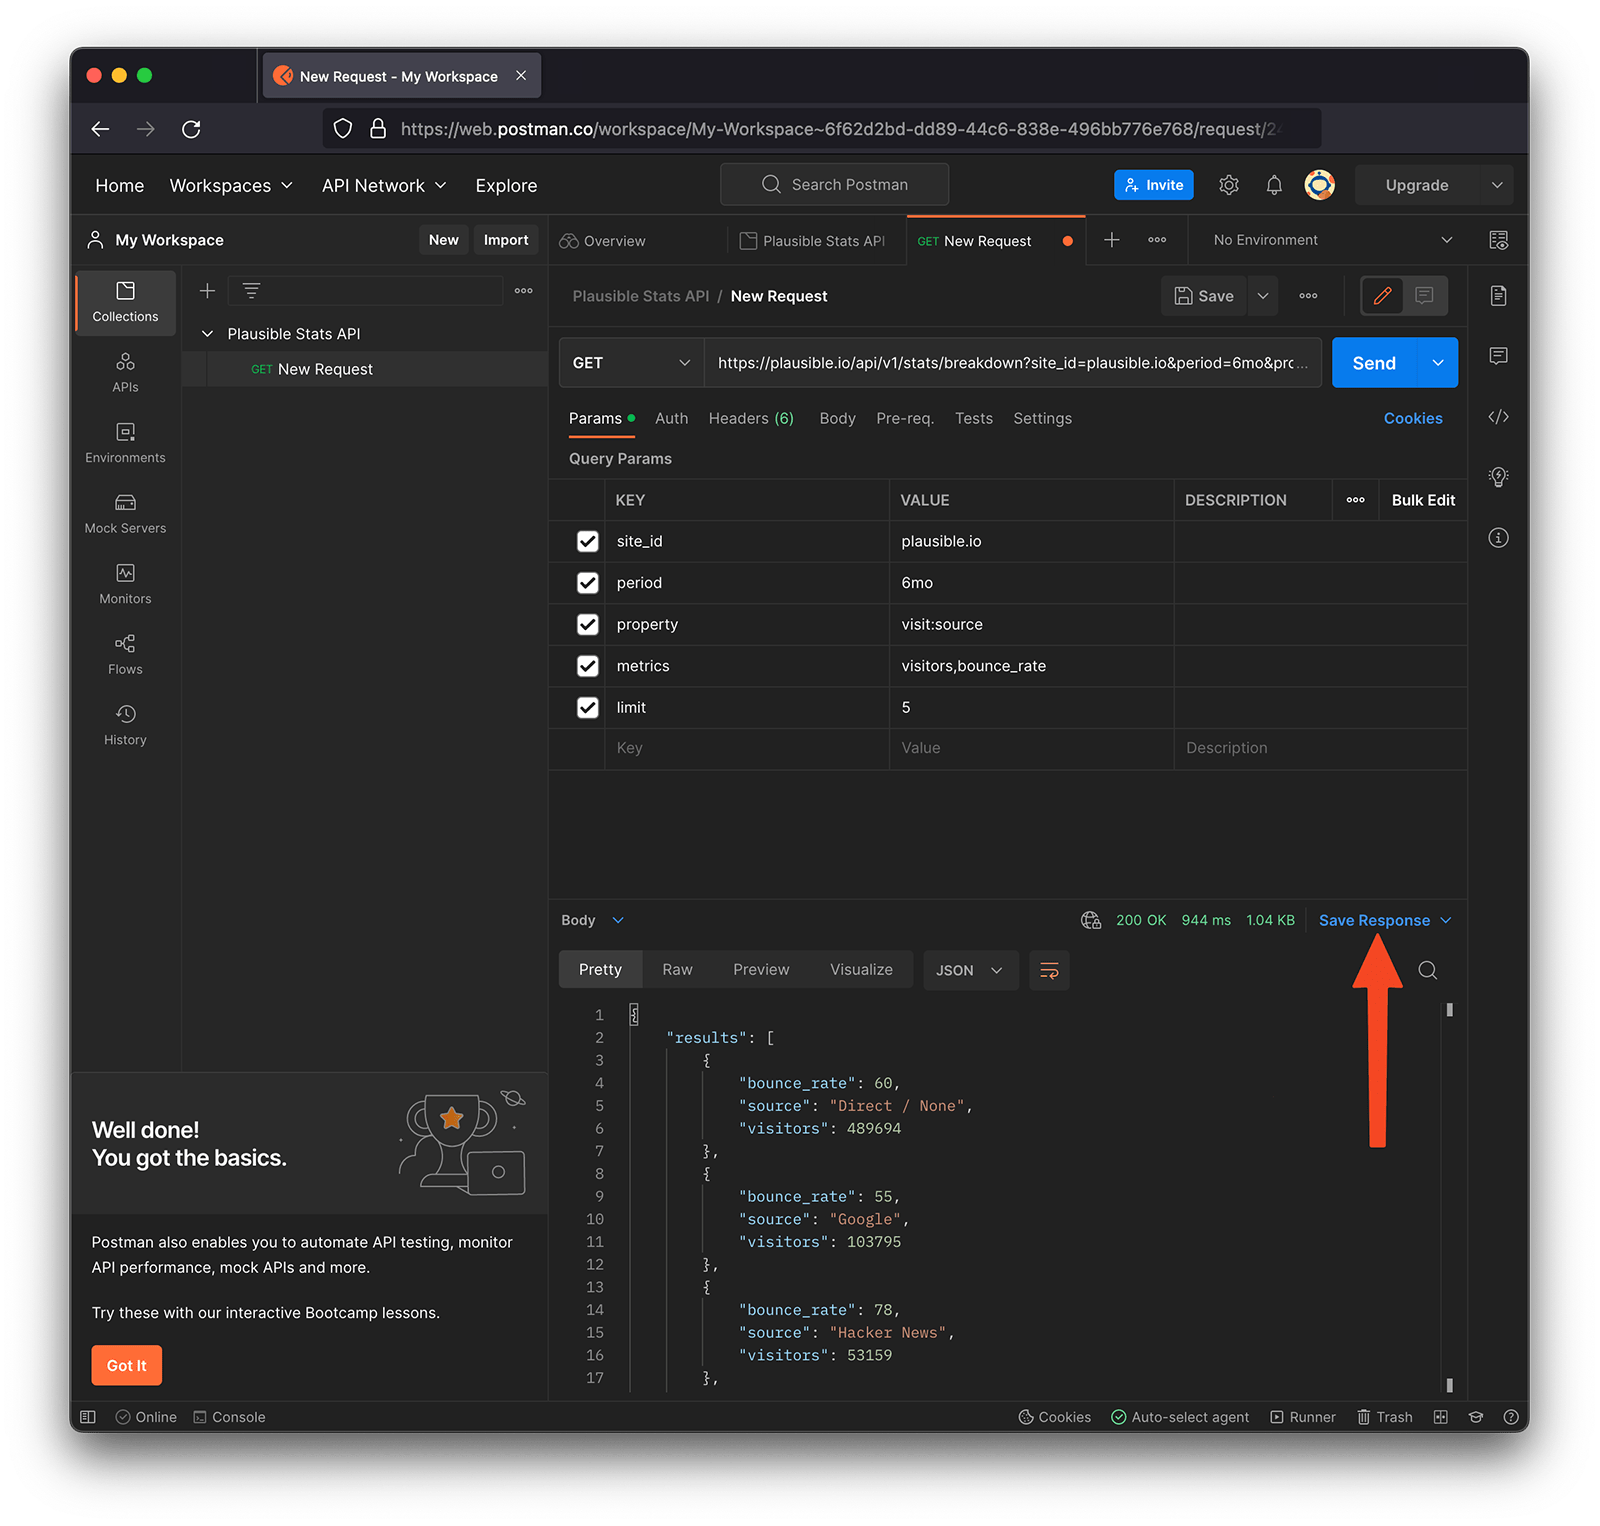 New Request - My Workspace
https://web.postman.co/workspace/My-Workspace~6f62d2bd-dd89-44c6-838e-496bb776e768/request/24
Home Workspaces API Network Explore Search Postman Invite Upgrade
My Workspace New Import
Overview Plausible Stats API GET New Request No Environment
Collections
APIs
Environments
Mock Servers
Monitors
Flows
History
Plausible Stats API
GET New Request
Plausible Stats API / New Request Save
GET https://plausible.io/api/v1/stats/breakdown?site_id=plausible.io&period=6mo&prc... Send
Params Auth Headers (6) Body Pre-req. Tests Settings Cookies
Query Params
KEY VALUE DESCRIPTION Bulk Edit
site_id plausible.io
period 6mo
property visit:source
metrics visitors,bounce_rate
limit 5
Key Value Description
Body 200 OK 944 ms 1.04 KB Save Response
Pretty Raw Preview Visualize JSON
1 {
2 "results": [
3 {
4 "bounce_rate": 60,
5 "source": "Direct / None",
6 "visitors": 489694
7 },
8 {
9 "bounce_rate": 55,
10 "source": "Google",
11 "visitors": 103795
12 },
13 {
14 "bounce_rate": 78,
15 "source": "Hacker News",
16 "visitors": 53159
17 },
Well done!
You got the basics.
Postman also enables you to automate API testing, monitor
API performance, mock APIs and more.
Try these with our interactive Bootcamp lessons.
Got It
Online Console Cookies Auto-select agent Runner Trash